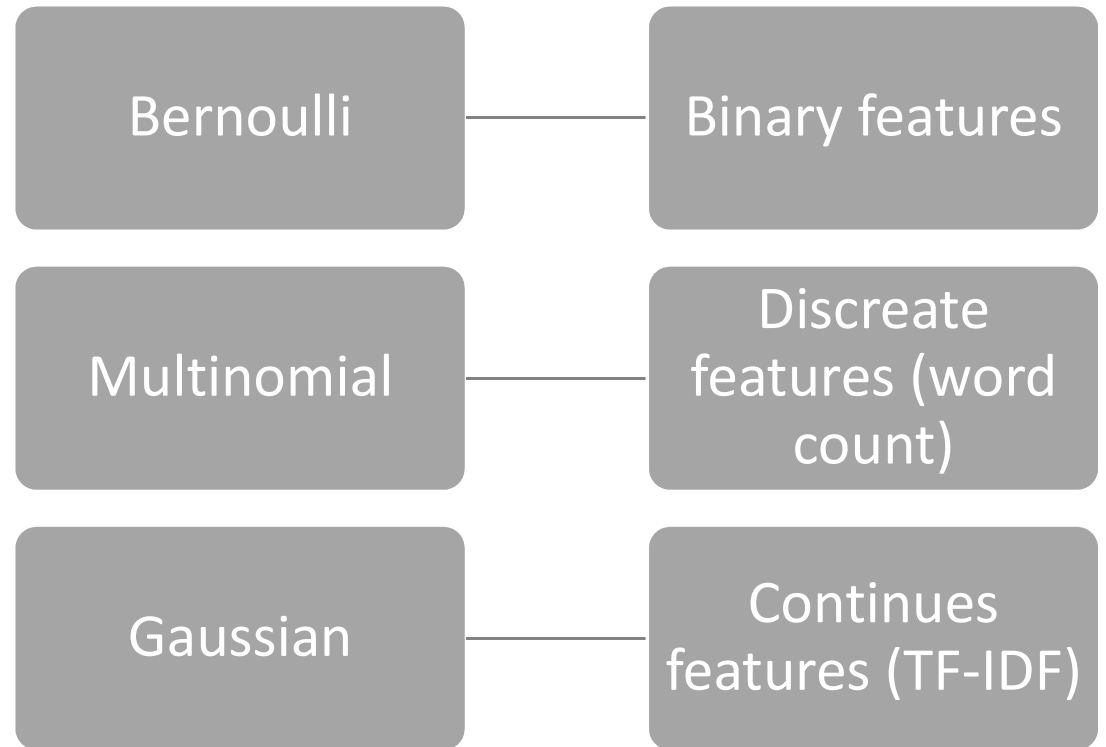 Bernoulli
Binary features
Multinomial
Discreate
features (word
count)
Gaussian
Continues
features (TF-IDF)